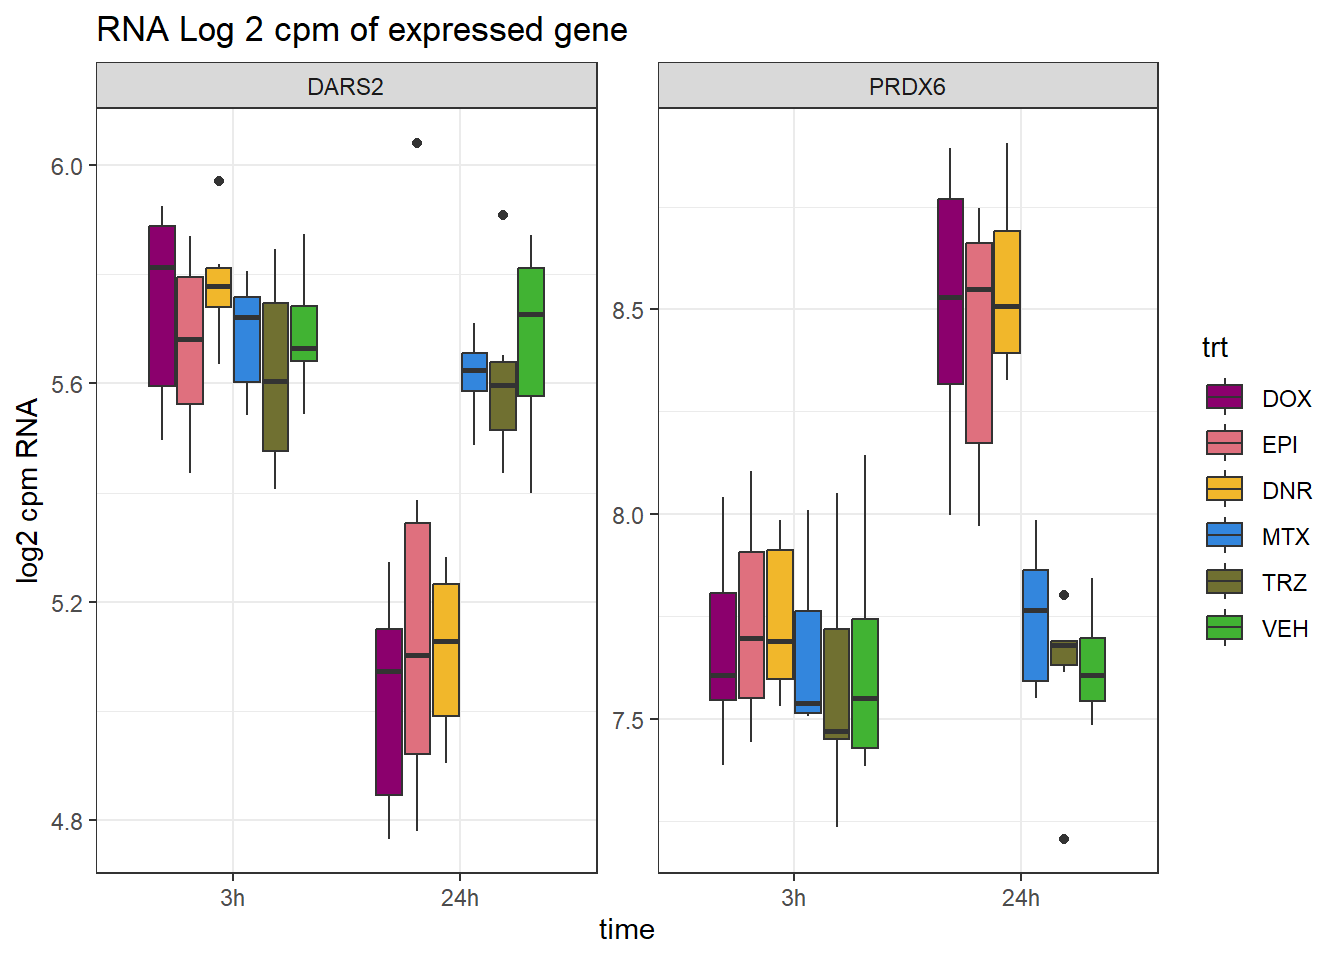 RNA Log 2 cpm of expressed gene
DARS2
PRDX6
6.0
5.6
5.2
4.8
8.5
8.0
7.5
log2 cpm RNA
3h
24h
3h
24h
time
trt
DOX
EPI
DNR
MTX
TRZ
VEH